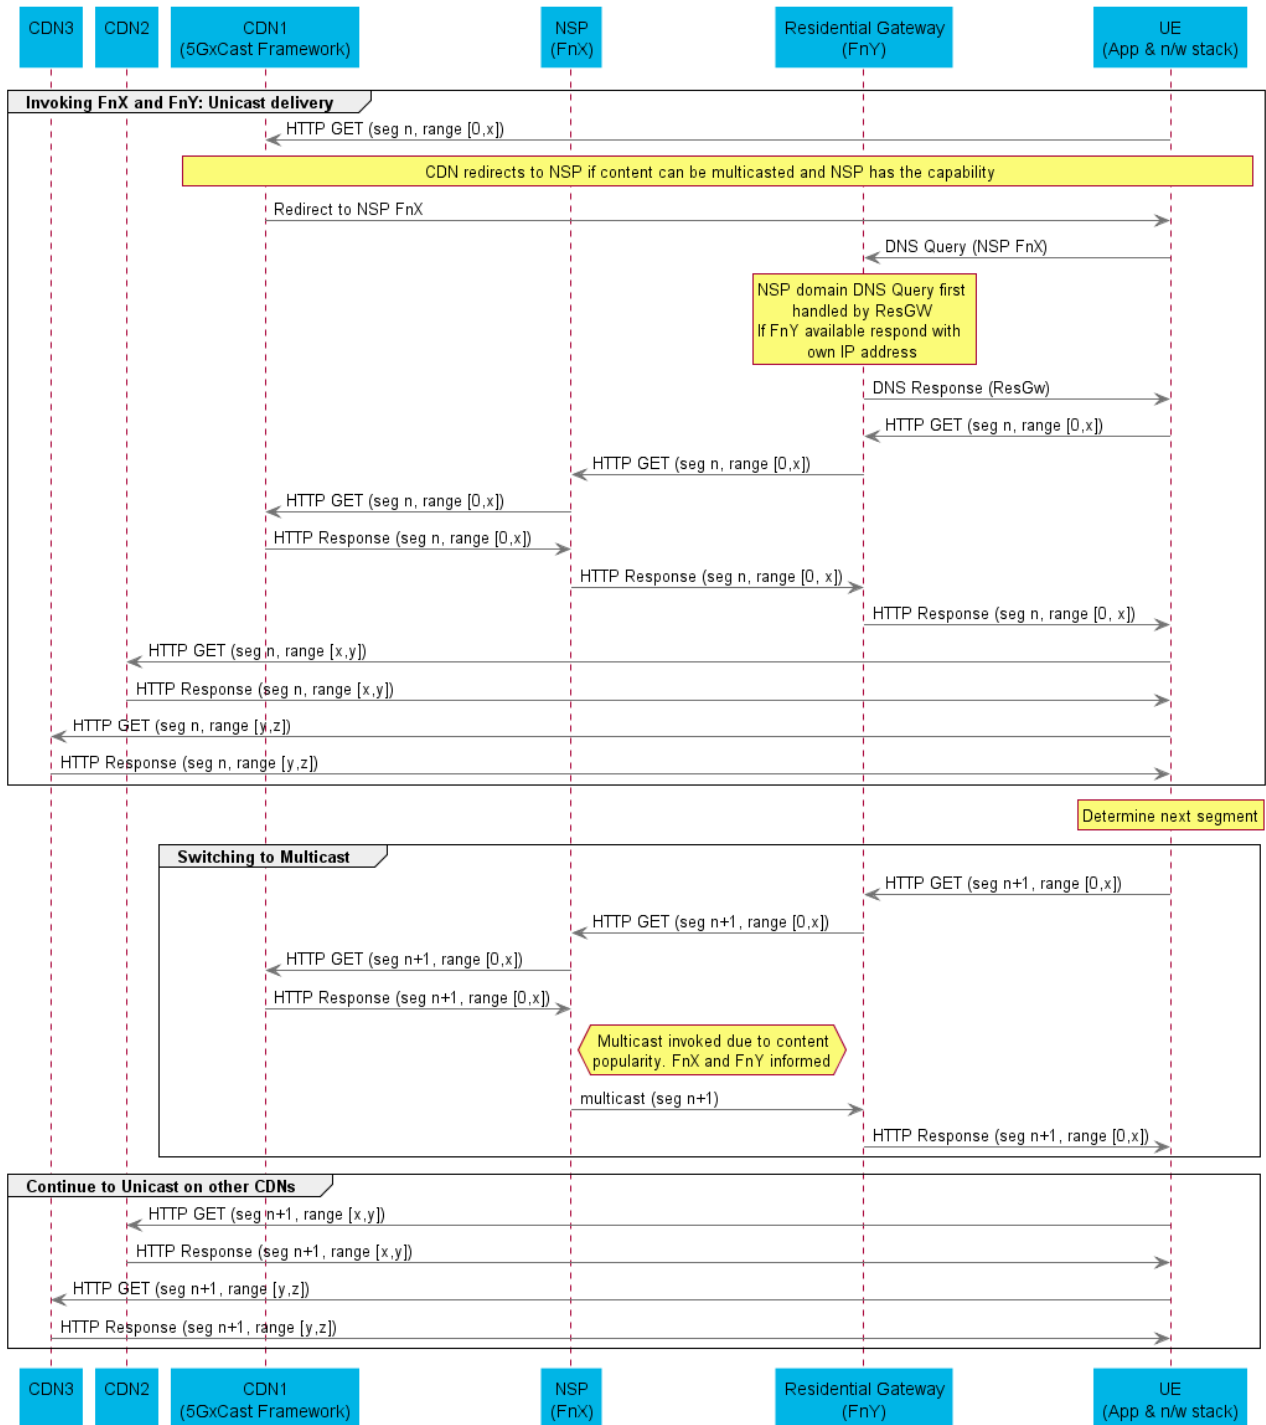 CDN3
CDN2
CDN1
(5GxCast Framework)
NSP
(FnX)
Residential Gateway
(FnY)
UE
(App & n/w stack)
Invoking FnX and FnY: Unicast delivery
HTTP GET (seg n, range [0,x])
CDN redirects to NSP if content can be multicasted and NSP has the capability
Redirect to NSP FnX
DNS Query (NSP FnX)
NSP domain DNS Query first
handled by ResGW
If FnY available respond with
own IP address
DNS Response (ResGw)
HTTP GET (seg n, range [0,x])
HTTP GET (seg n, range [0,x])
HTTP GET (seg n, range [0,x])
HTTP Response (seg n, range [0,x])
HTTP Response (seg n, range [0, x])
HTTP Response (seg n, range [0, x])
HTTP GET (seg n, range [x,y])
HTTP Response (seg n, range [x,y])
HTTP GET (seg n, range [y,z])
HTTP Response (seg n, range [y,z])
Determine next segment
Switching to Multicast
HTTP GET (seg n+1, range [0,x])
HTTP GET (seg n+1, range [0,x])
HTTP GET (seg n+1, range [0,x])
HTTP Response (seg n+1, range [0,x])
Multicast invoked due to content
popularity. FnX and FnY informed
multicast (seg n+1)
HTTP Response (seg n+1, range [0,x])
Continue to Unicast on other CDNs
HTTP GET (seg n+1, range [x,y])
HTTP Response (seg n+1, range [x,y])
HTTP GET (seg n+1, range [y,z])
HTTP Response (seg n+1, range [y,z])
CDN3
CDN2
CDN1
(5GxCast Framework)
NSP
(FnX)
Residential Gateway
(FnY)
UE
(App & n/w stack)